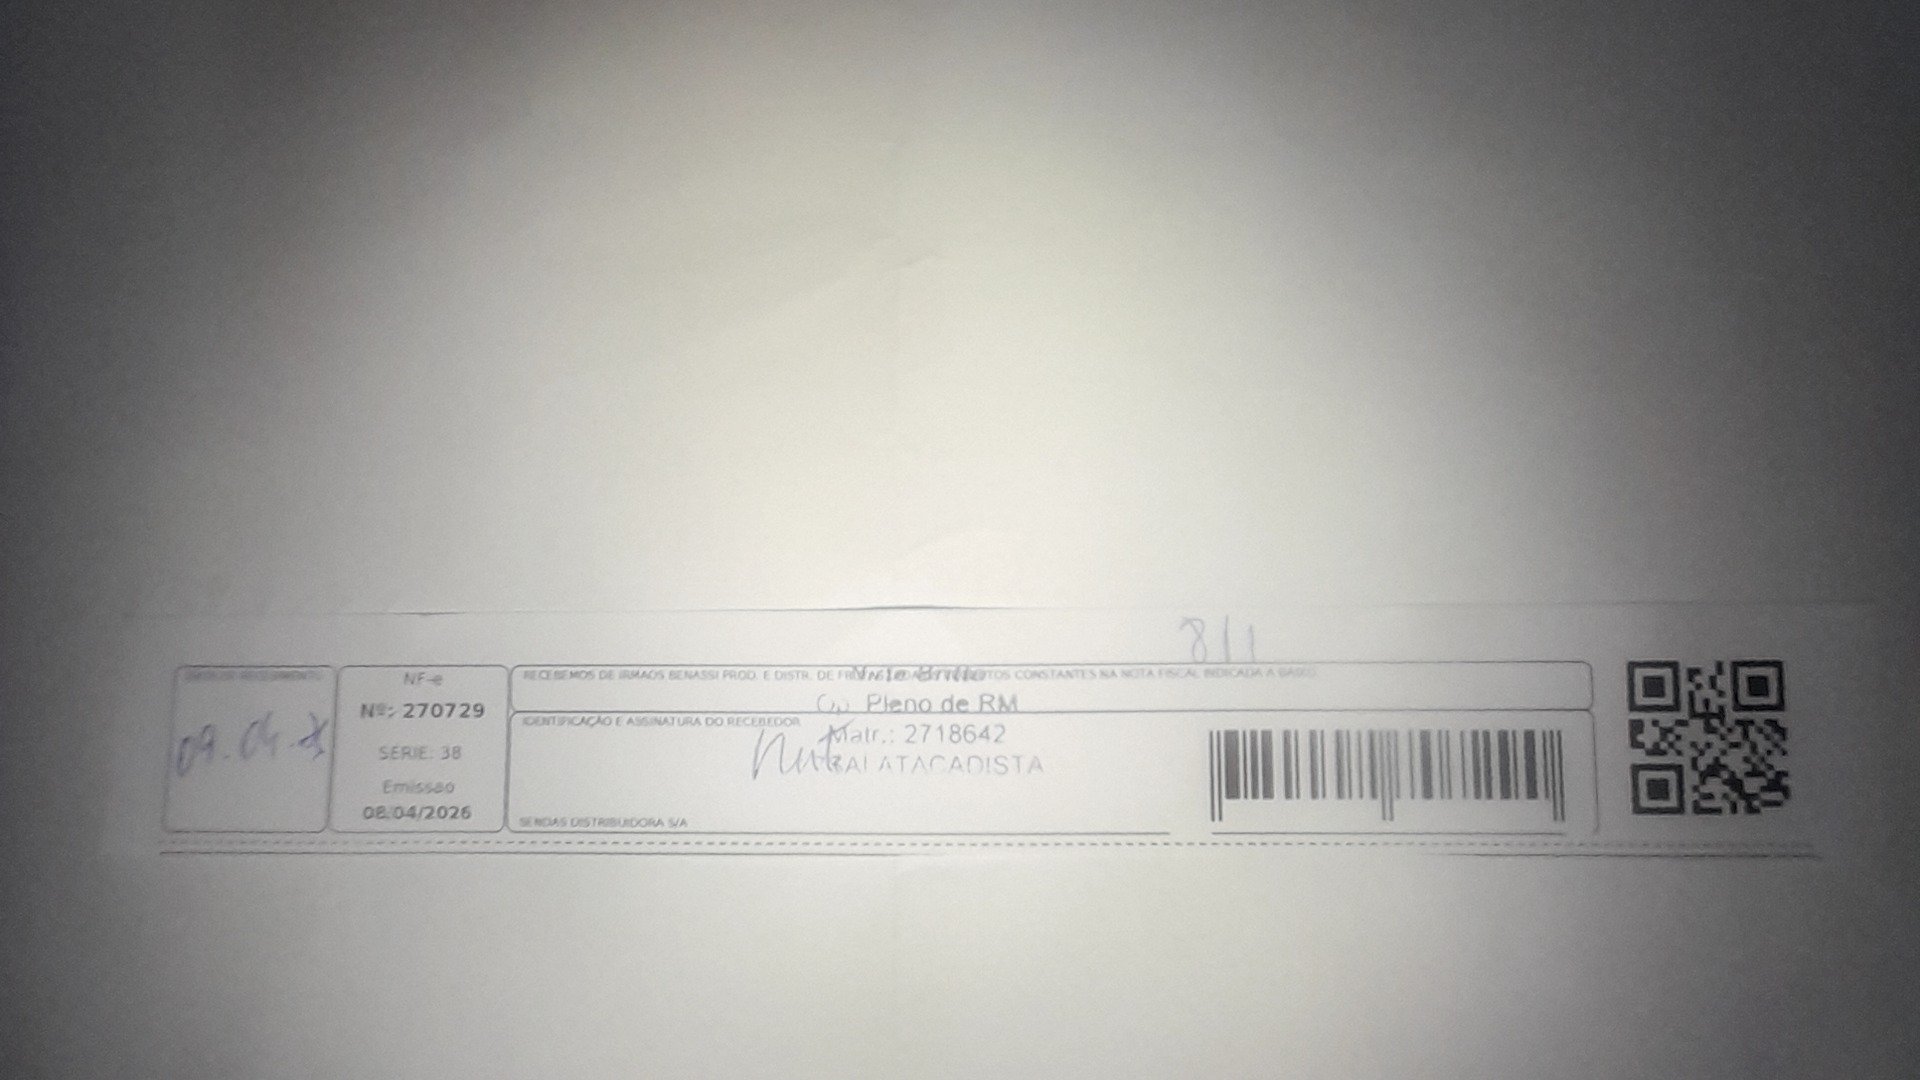 811
DATA DE RECEBIMENTO
09.04.
NF-e
Nº: 270729
SÉRIE: 38
Emissão
08/04/2026
RECEBEMOS DE IRMAOS BENASSI PROD. E DISTR. DE CONSTANTES NA NOTA FISCAL INDICADA A BAIXO
Pleno de RM
IDENTIFICAÇÃO E ASSINATURA DO RECEBEDOR
Matr.: 2718642
ATACADISTA
SENDAS DISTRIBUIDORA S/A